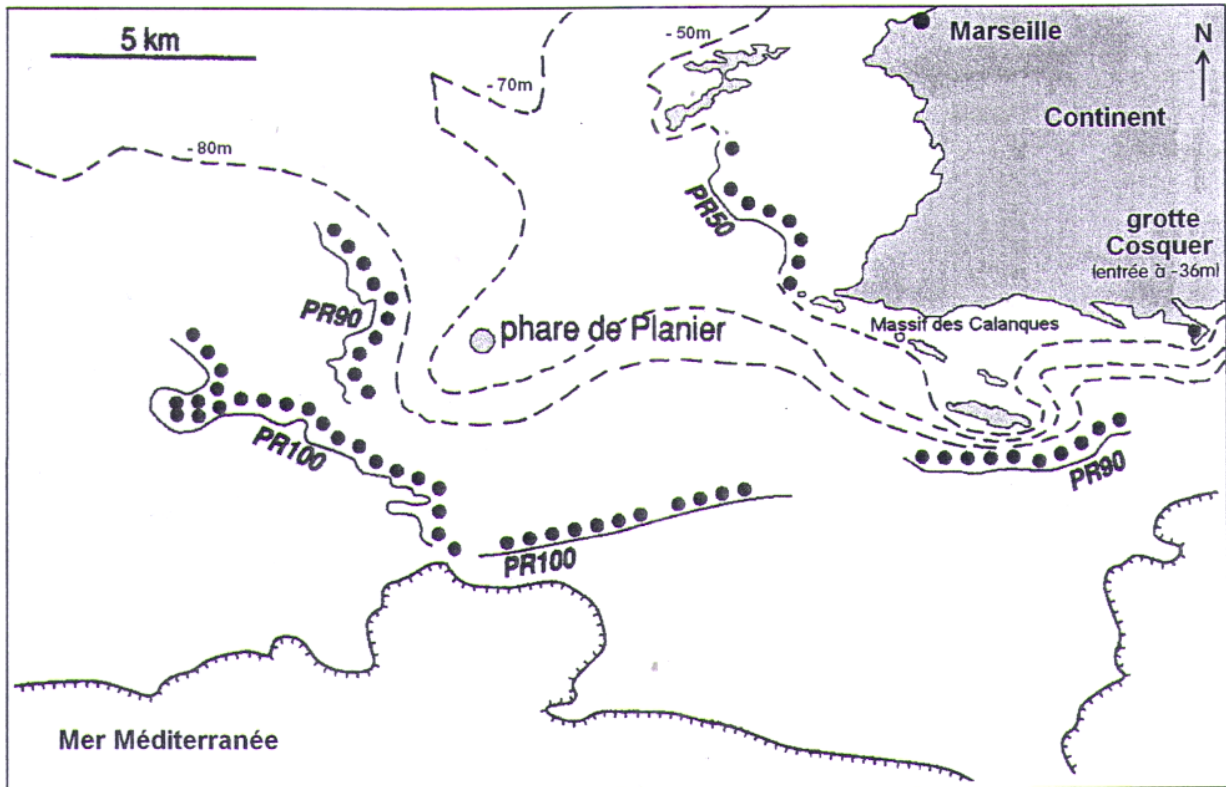 5 km
- 50m
Marseille
N
- 70m
Continent
- 80m
PR50
grotte
Cosquer
(entrée à -36m)
PR90
phare de Planier
Massif des Calanques
PR100
PR90
PR100
Mer Méditerranée